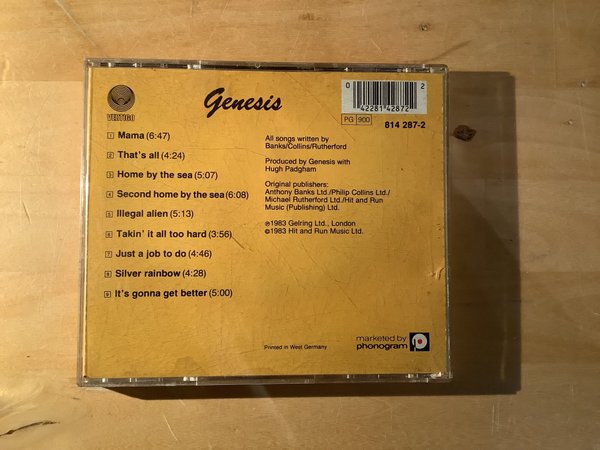 VERTIGO
Genesis
0 42281 42872 2
PG 900
814 287-2
1 Mama (6:47)
2 That's all (4:24)
3 Home by the sea (5:07)
4 Second home by the sea (6:08)
5 Illegal alien (5:13)
6 Takin' it all too hard (3:56)
7 Just a job to do (4:46)
8 Silver rainbow (4:28)
9 It's gonna get better (5:00)
All songs written by
Banks/Collins/Rutherford
Produced by Genesis with
Hugh Padgham
Original publishers:
Anthony Banks Ltd./Philip Collins Ltd./
Michael Rutherford Ltd./Hit and Run
Music (Publishing) Ltd.
℗1983 Gelring Ltd., London
©1983 Hit and Run Music Ltd.
Printed in West Germany
marketed by
phonogram